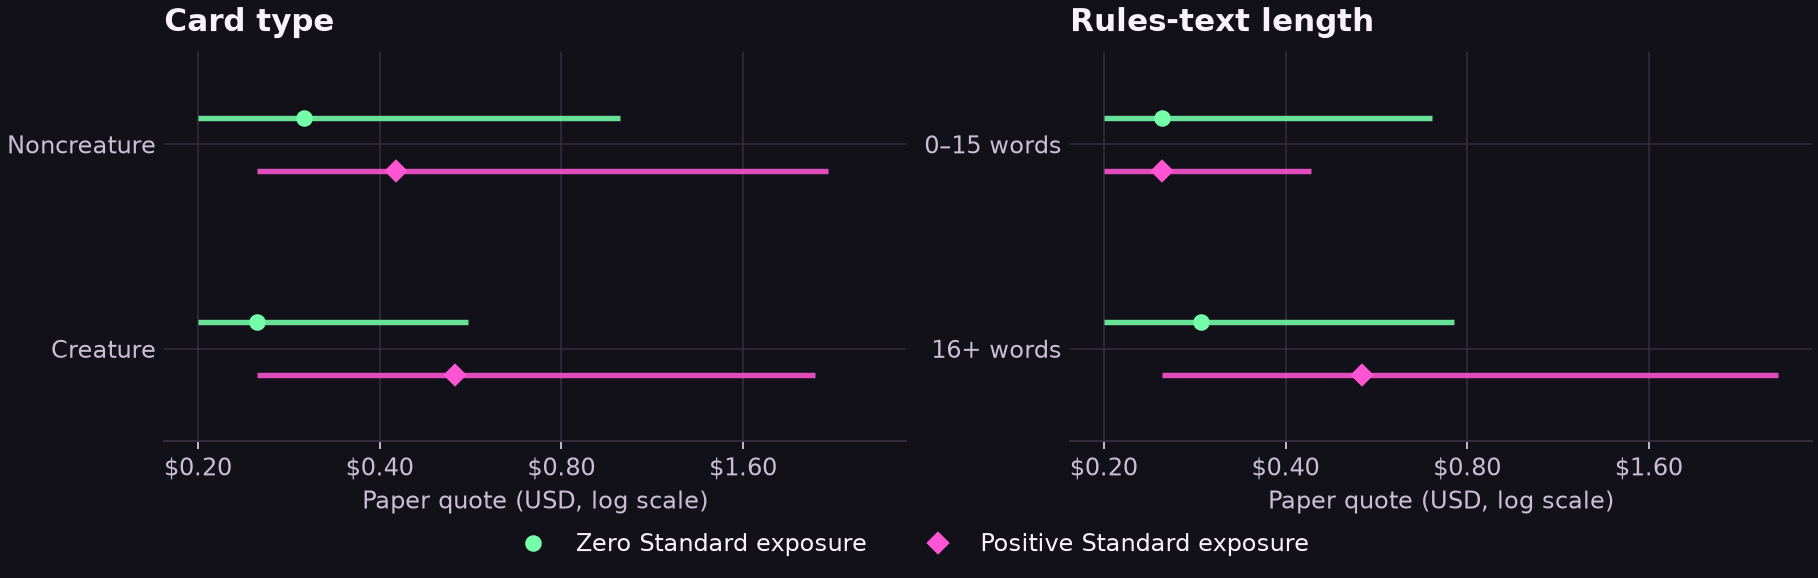 Card type
Noncreature
Creature
$0.20 $0.40 $0.80 $1.60
Paper quote (USD, log scale)
Rules-text length
0–15 words
16+ words
$0.20 $0.40 $0.80 $1.60
Paper quote (USD, log scale)
Zero Standard exposure Positive Standard exposure